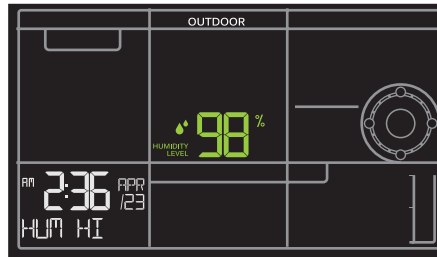 OUTDOOR
98 %
HUMIDITY
LEVEL
AM 2:36 APR
/23
HUM HI